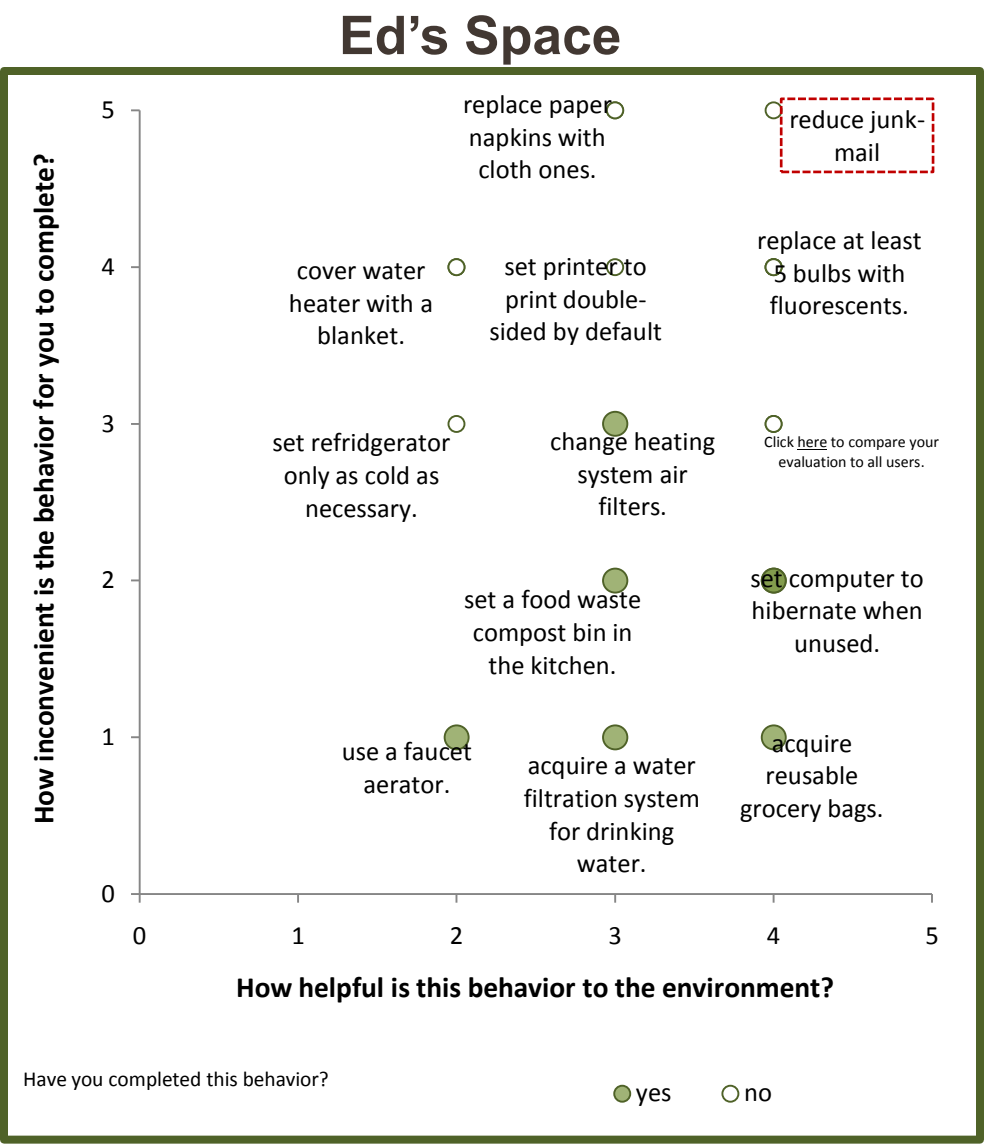 Ed’s Space
How inconvenient is the behavior for you to complete?
5
replace paper
napkins with
cloth ones.
reduce junk-
mail
4
cover water
heater with a
blanket.
set printer to
print double-
sided by default
replace at least
5 bulbs with
fluorescents.
3
set refridgerator
only as cold as
necessary.
change heating
system air
filters.
Click here to compare your
evaluation to all users.
2
set a food waste
compost bin in
the kitchen.
set computer to
hibernate when
unused.
1
use a faucet
aerator.
acquire a water
filtration system
for drinking
water.
acquire
reusable
grocery bags.
0
0 1 2 3 4 5
How helpful is this behavior to the environment?
Have you completed this behavior?
yes no